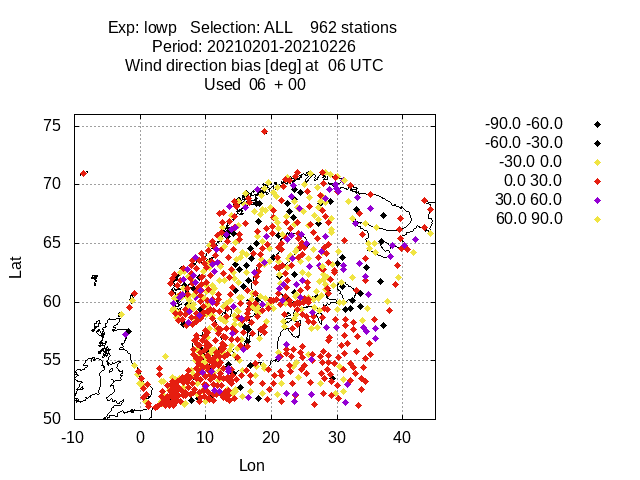 Exp: lowp   Selection: ALL    962 stations
Period: 20210201-20210226
Wind direction bias [deg] at  06 UTC
Used  06  + 00
-90.0 -60.0
-60.0 -30.0
-30.0 0.0
0.0 30.0
30.0 60.0
60.0 90.0
75
70
65
60
55
50
Lat
-10 0 10 20 30 40
Lon